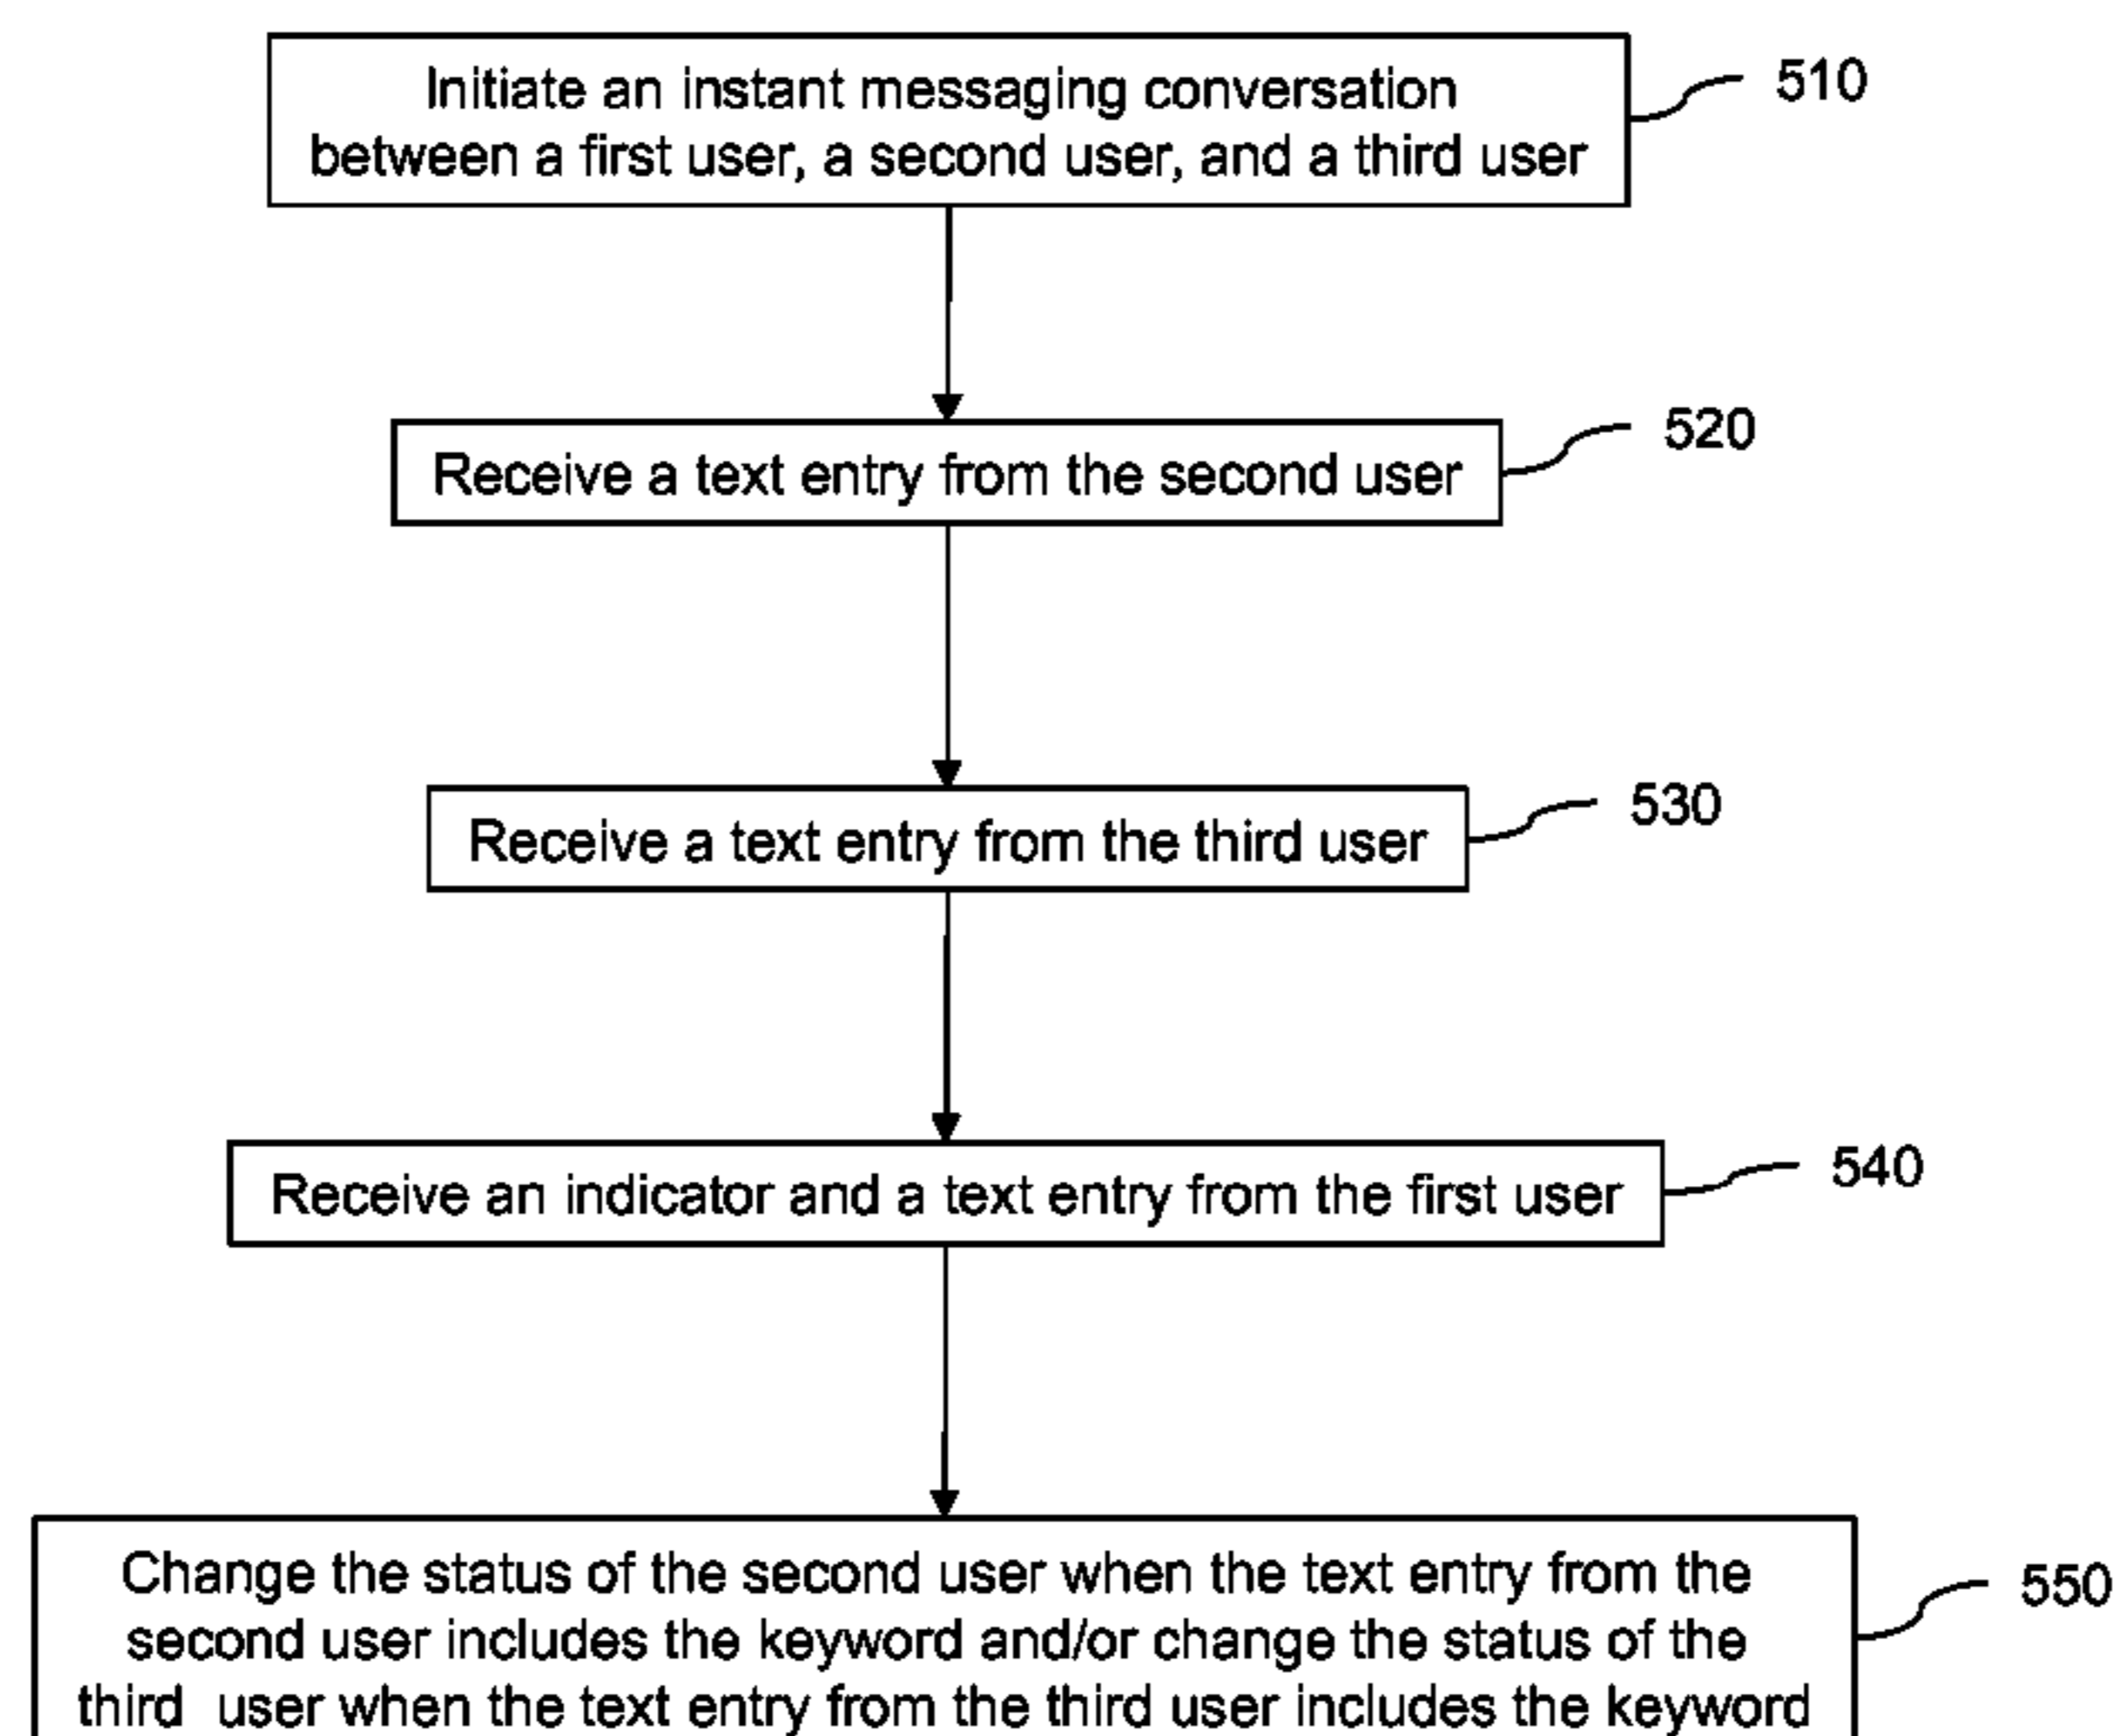 Initiate an instant messaging conversation
between a first user, a second user, and a third user
510
Receive a text entry from the second user
520
Receive a text entry from the third user
530
Receive an indicator and a text entry from the first user
540
Change the status of the second user when the text entry from the
second user includes the keyword and/or change the status of the
third user when the text entry from the third user includes the keyword
550